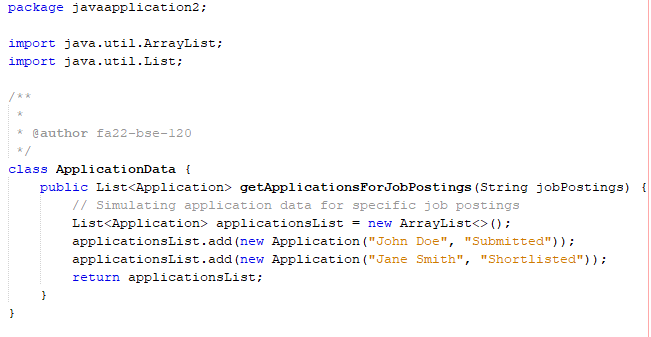 package javaapplication2;
import java.util.ArrayList;
import java.util.List;
/**
*
* @author fa22-bse-120
*/
class ApplicationData {
public List<Application> getApplicationsForJobPostings(String jobPostings) {
// Simulating application data for specific job postings
List<Application> applicationsList = new ArrayList<>();
applicationsList.add(new Application("John Doe", "Submitted"));
applicationsList.add(new Application("Jane Smith", "Shortlisted"));
return applicationsList;
}
}